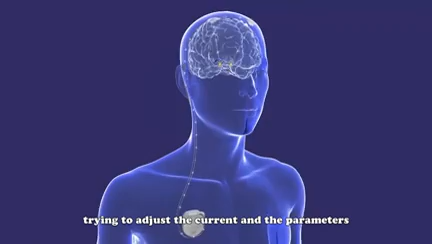 trying to adjust the current and the parameters